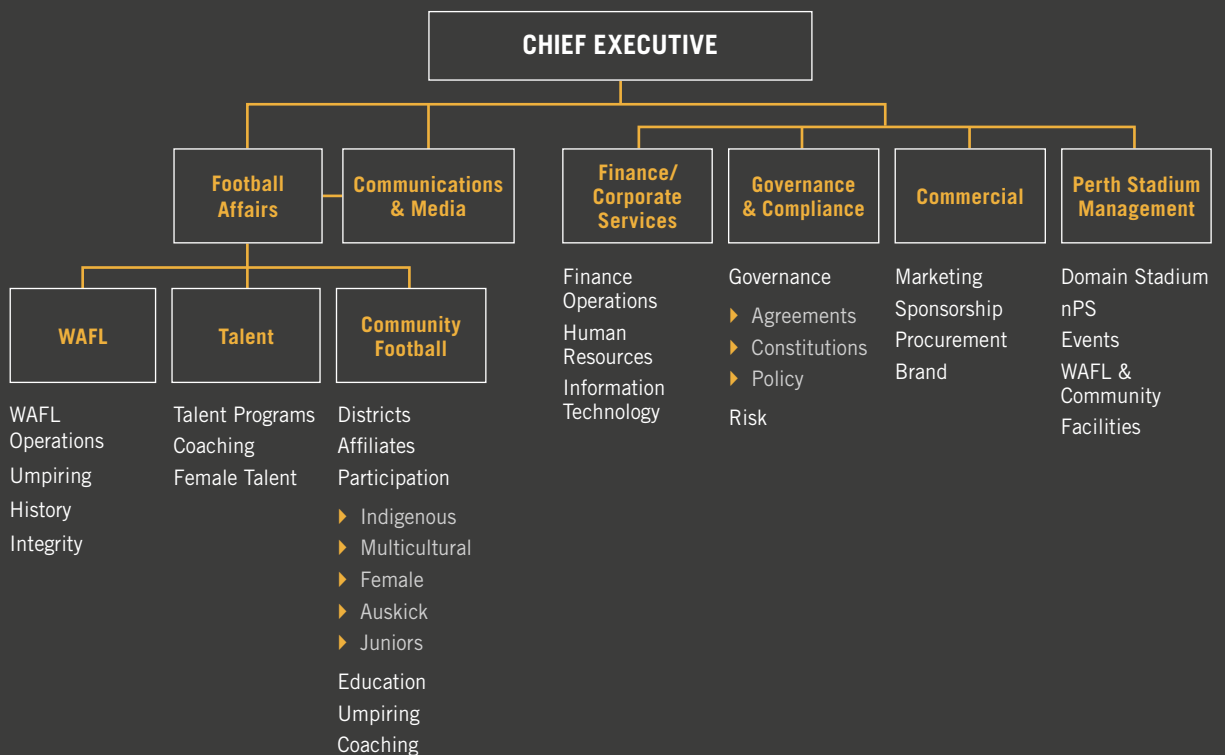 CHIEF EXECUTIVE
Football
Affairs
Communications
& Media
Finance/
Corporate
Services
Governance
& Compliance
Commercial
Perth Stadium
Management
WAFL
Talent
Community
Football
WAFL
Operations
Umpiring
History
Integrity
Talent Programs
Coaching
Female Talent
Districts
Affiliates
Participation
Indigenous
Multicultural
Female
Auskick
Juniors
Education
Umpiring
Coaching
Finance
Operations
Human
Resources
Information
Technology
Governance
Agreements
Constitutions
Policy
Risk
Marketing
Sponsorship
Procurement
Brand
Domain Stadium
nPS
Events
WAFL &
Community
Facilities